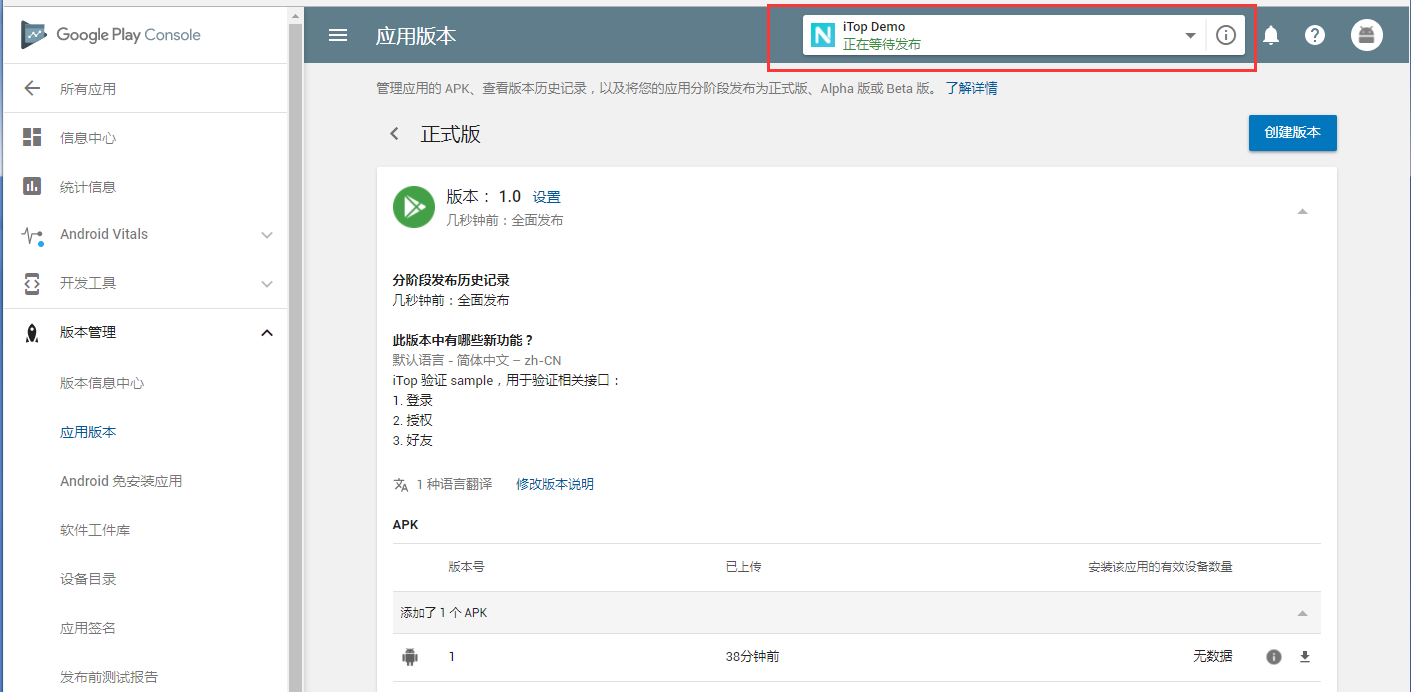 Google Play Console
应用版本
iTop Demo
正在等待发布
所有应用
管理应用的 APK、查看版本历史记录，以及将您的应用分阶段发布为正式版、Alpha 版或 Beta 版。 了解详情
信息中心
正式版
创建版本
统计信息
版本： 1.0 设置
几秒钟前：全面发布
Android Vitals
开发工具
分阶段发布历史记录
几秒钟前：全面发布
版本管理
此版本中有哪些新功能？
默认语言 - 简体中文 – zh-CN
iTop 验证 sample，用于验证相关接口：
1. 登录
2. 授权
3. 好友
版本信息中心
应用版本
Android 免安装应用
1 种语言翻译 修改版本说明
软件工件库
APK
版本号 已上传 安装该应用的有效设备数量
设备目录
添加了 1 个 APK
应用签名
1 38分钟前 无数据
发布前测试报告